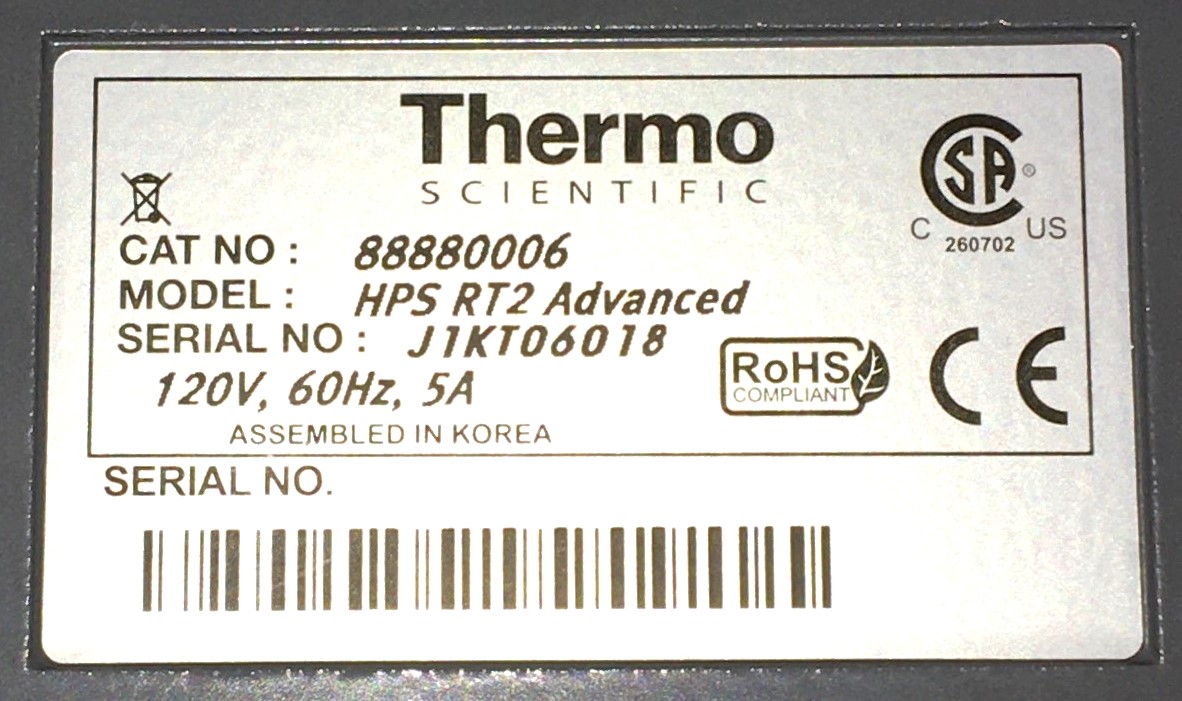 Thermo
SCIENTIFIC
CSA ®
C US
260702
CAT NO : 88880006
MODEL : HPS RT2 Advanced
SERIAL NO : J1KT06018
120V, 60Hz, 5A
RoHS
COMPLIANT
CE
ASSEMBLED IN KOREA
SERIAL NO.